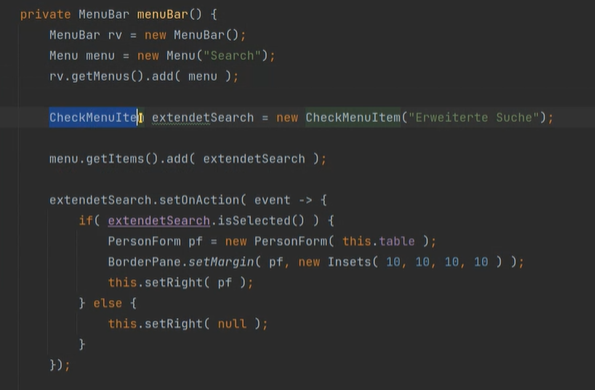 private MenuBar menuBar() {
MenuBar rv = new MenuBar();
Menu menu = new Menu("Search");
rv.getMenus().add( menu );
CheckMenuItem extendetSearch = new CheckMenuItem("Erweiterte Suche");
menu.getItems().add( extendetSearch );
extendetSearch.setOnAction( event -> {
if( extendetSearch.isSelected() ) {
PersonForm pf = new PersonForm( this.table );
BorderPane.setMargin( pf, new Insets( 10, 10, 10, 10 ) );
this.setRight( pf );
} else {
this.setRight( null );
}
});